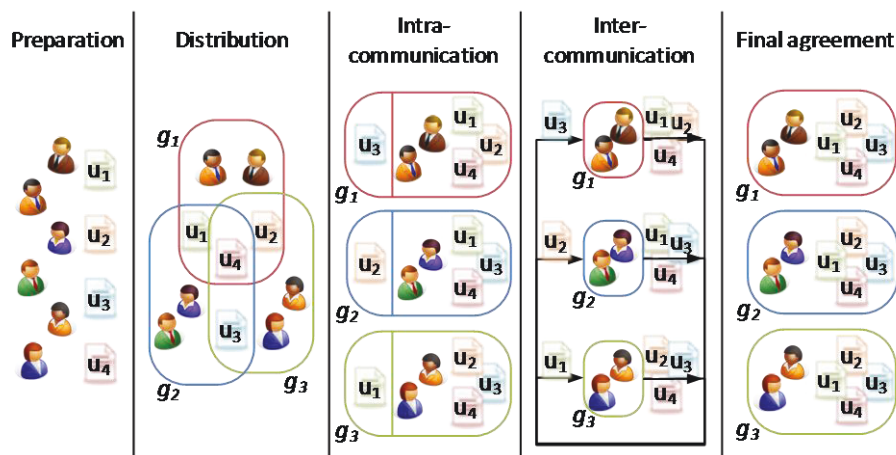 Preparation
Distribution
Intra-
communication
Inter-
communication
Final agreement
u1
u2
u3
u4
g1
u1
u2
u4
u3
g2
g3
u3
u1
u2
u4
g1
u2
u1
u3
u4
g2
u1
u2
u3
u4
g3
u3
u1
u2
u4
g1
u2
u1
u3
u4
g2
u1
u2
u3
u4
g3
u2
u1
u3
u4
g1
u2
u1
u3
u4
g2
u2
u1
u3
u4
g3